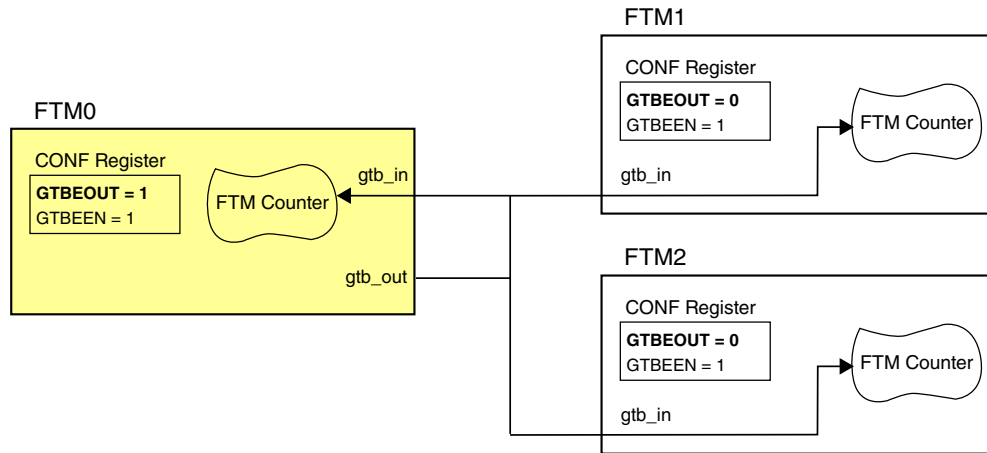 FTM0
CONF Register
GTBEOUT = 1
GTBEEN = 1
FTM Counter
gtb_in
gtb_out
FTM1
CONF Register
GTBEOUT = 0
GTBEEN = 1
FTM Counter
gtb_in
FTM2
CONF Register
GTBEOUT = 0
GTBEEN = 1
FTM Counter
gtb_in